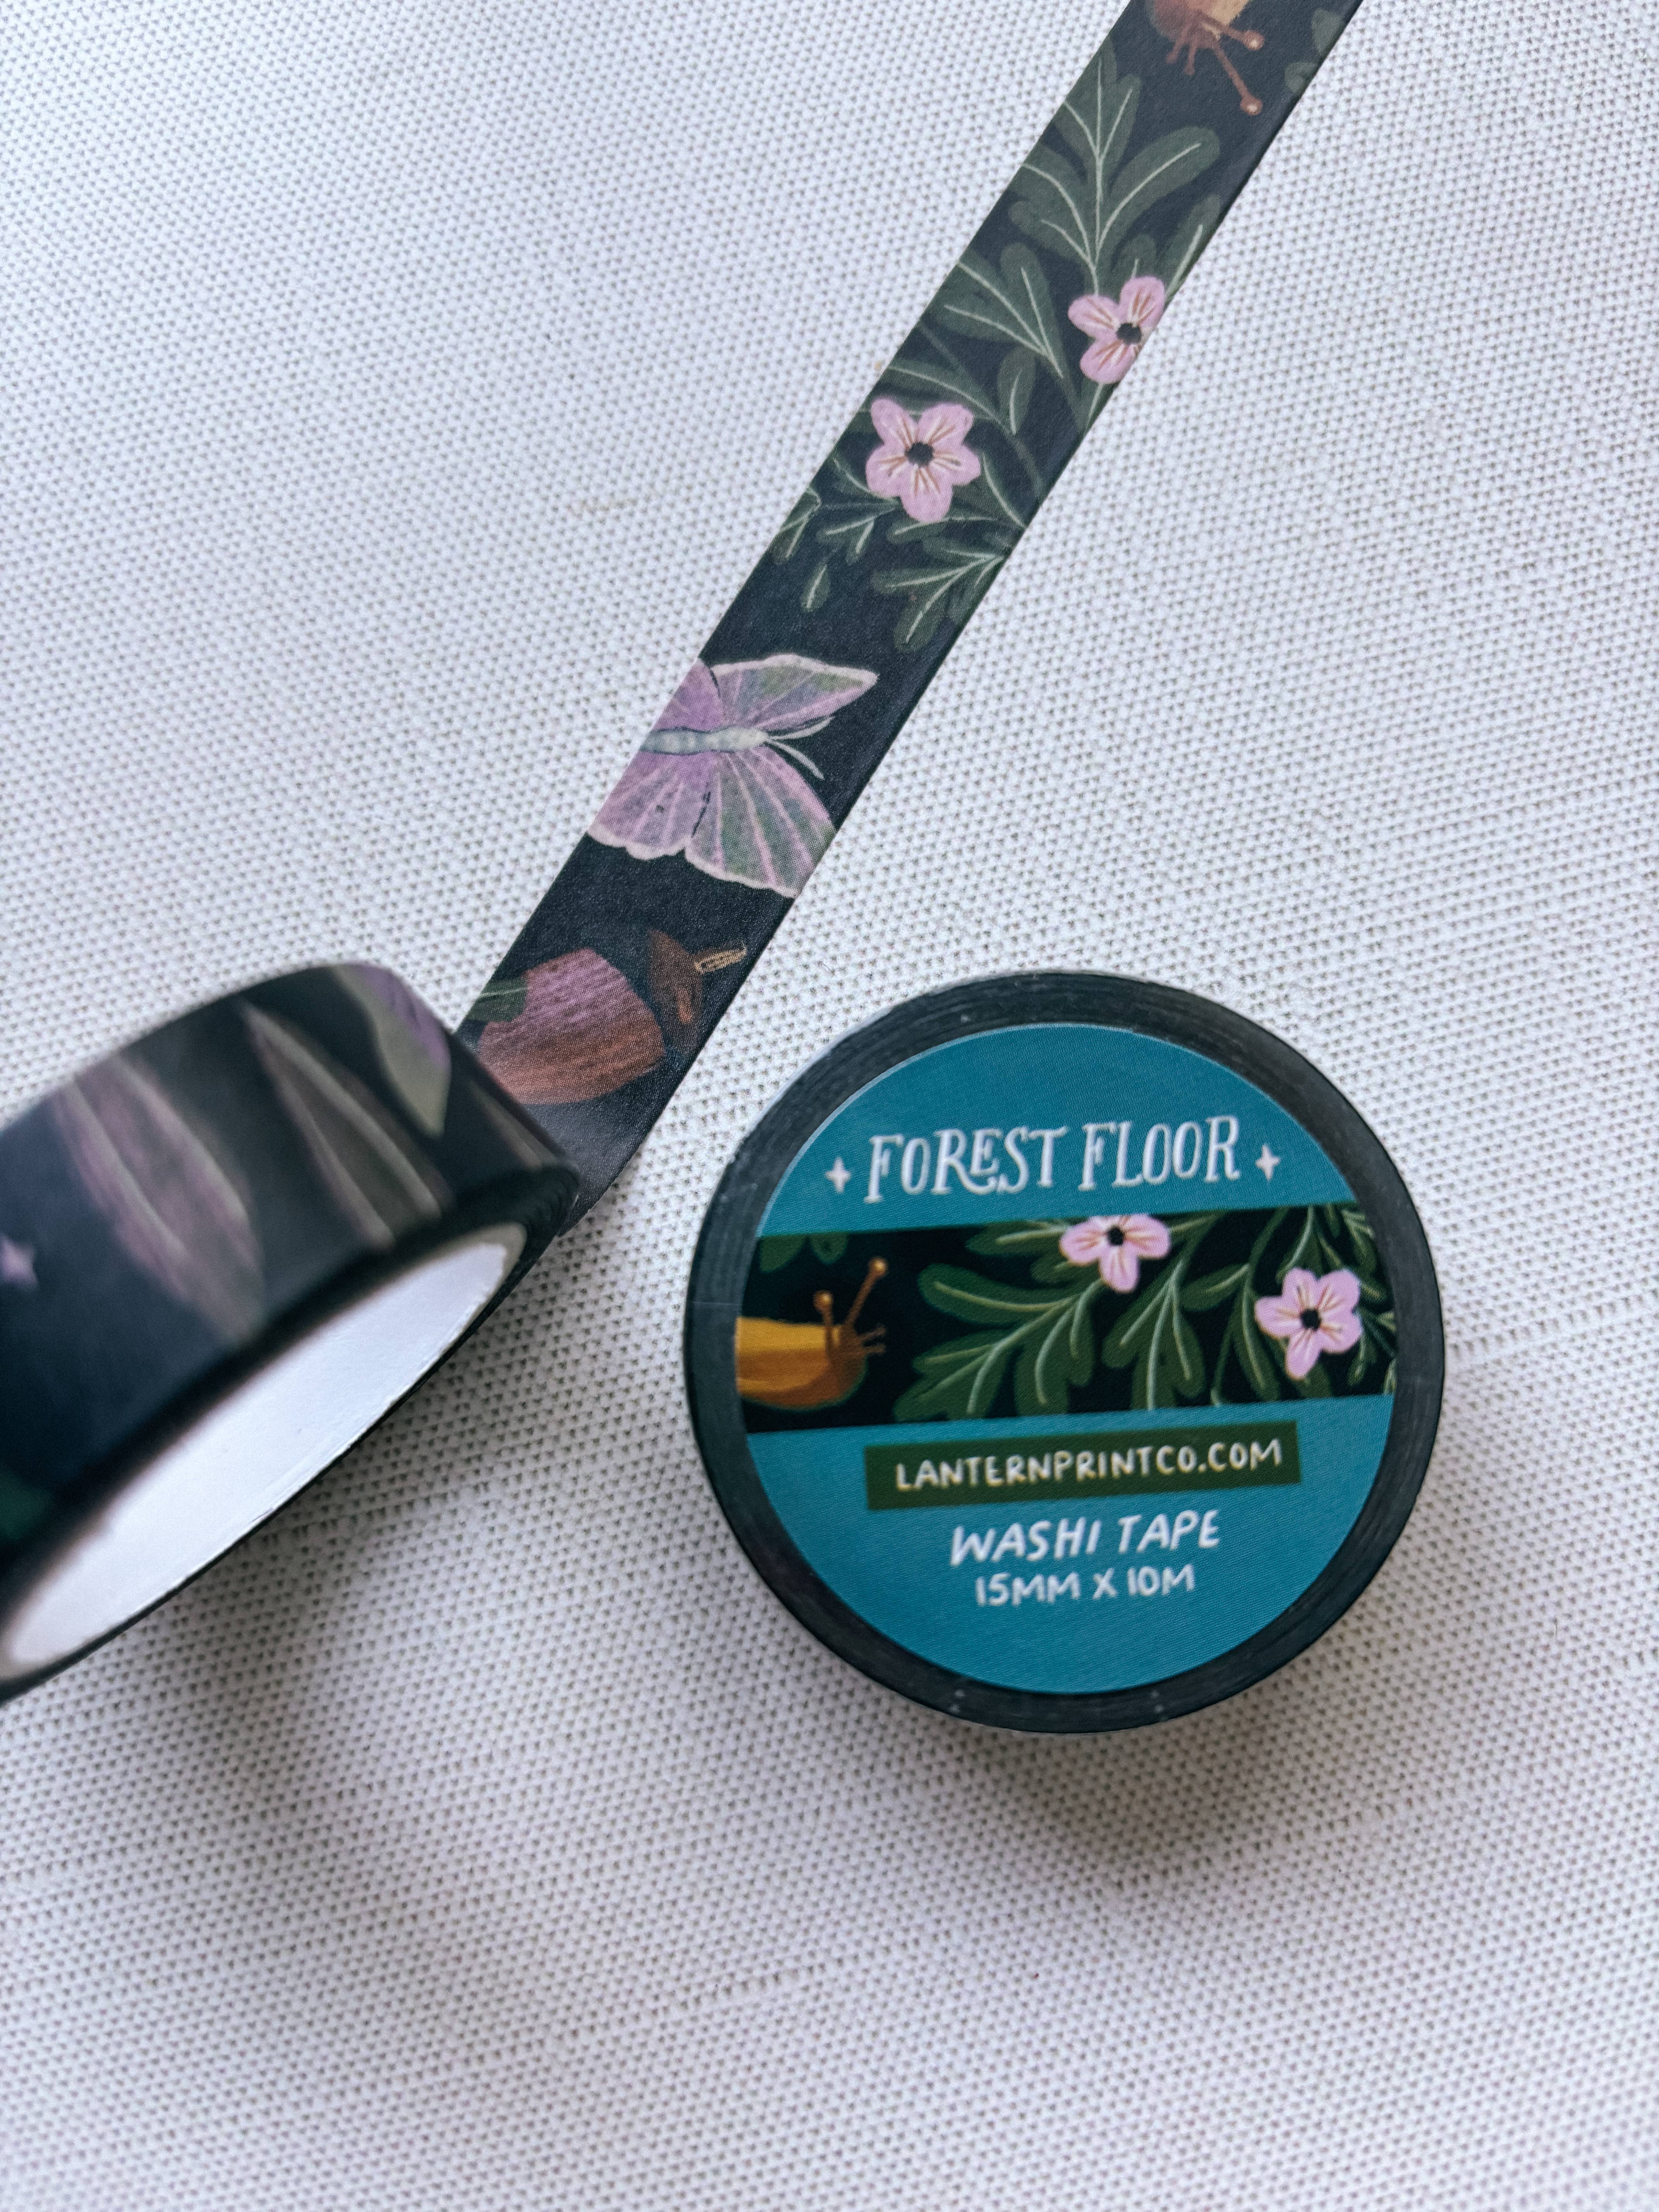 FOREST FLOOR
LANTERNPRINTCO.COM
WASHI TAPE
15MM X 10M